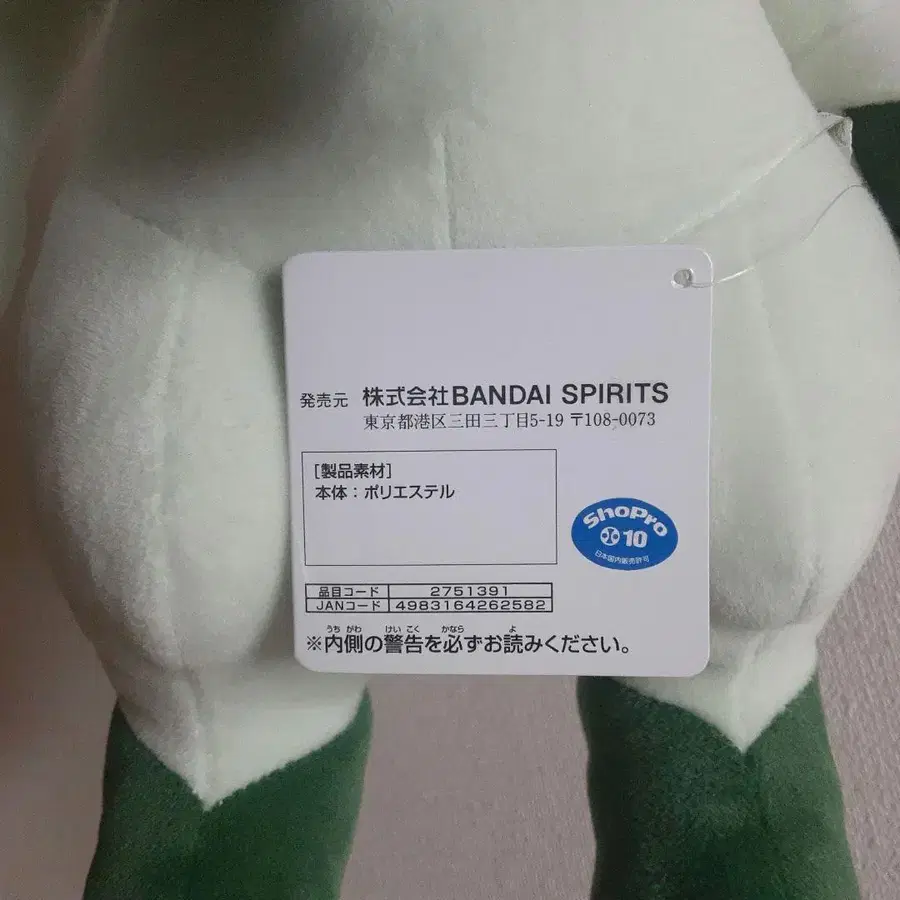 発売元 株式会社BANDAI SPIRITS
東京都港区三田三丁目5-19 〒108-0073
[製品素材]
本体：ポリエステル
ShoPro
10
日本国内販売許可
品目コード 2751391
JANコード 4983164262582
うち がわ けい こく かなら よ
※内側の警告を必ずお読みください。